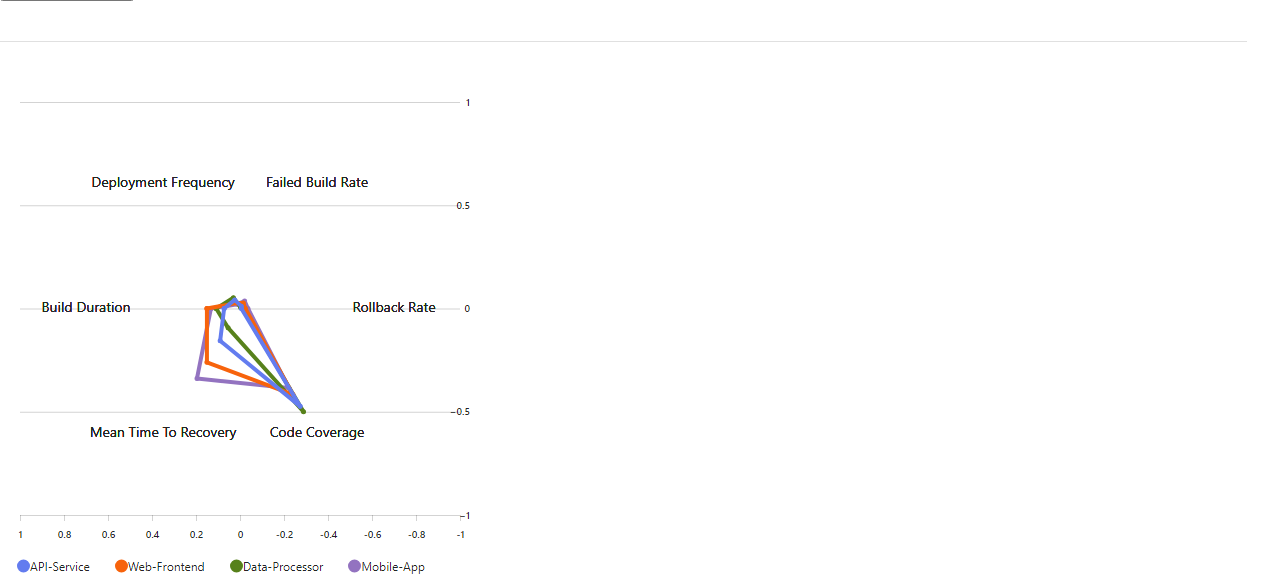 1
Deployment Frequency Failed Build Rate
0.5
Build Duration Rollback Rate 0
-0.5
Mean Time To Recovery Code Coverage
-1
1 0.8 0.6 0.4 0.2 0 -0.2 -0.4 -0.6 -0.8 -1
API-Service Web-Frontend Data-Processor Mobile-App